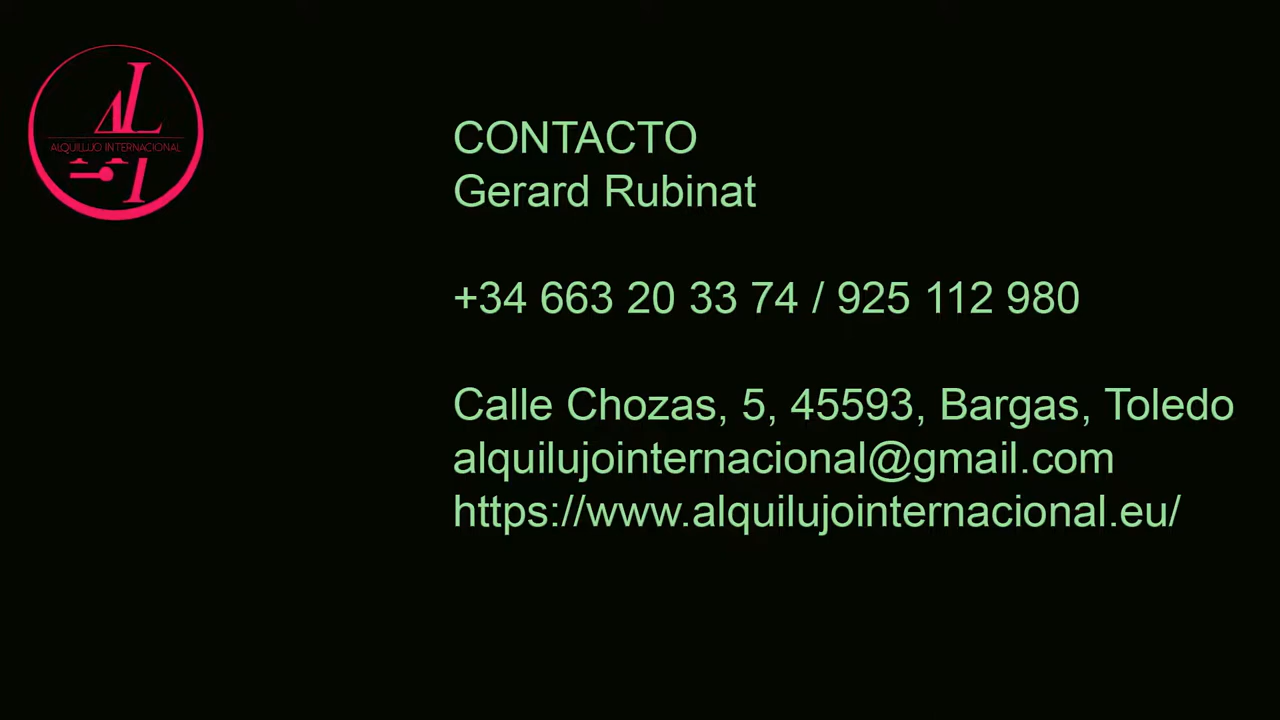 AL
ALQUILUJO INTERNACIONAL
I
CONTACTO
Gerard Rubinat
+34 663 20 33 74 / 925 112 980
Calle Chozas, 5, 45593, Bargas, Toledo
alquilujointernacional@gmail.com
https://www.alquilujointernacional.eu/